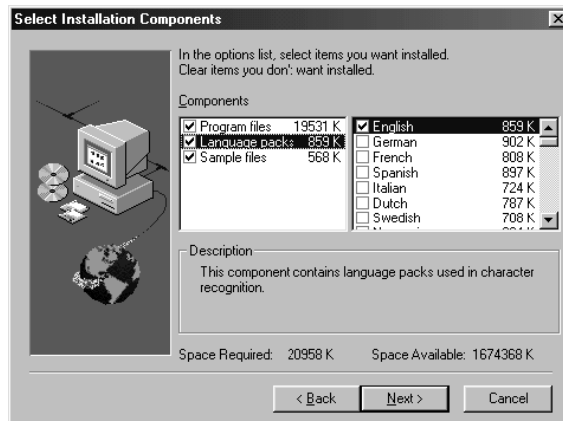 Select Installation Components
In the options list, select items you want installed.
Clear items you don't want installed.
Components
Program files 19531 K
Language packs 859 K
Sample files 568 K
English 859 K
German 902 K
French 808 K
Spanish 897 K
Italian 724 K
Dutch 787 K
Swedish 708 K
Description
This component contains language packs used in character
recognition.
Space Required: 20958 K Space Available: 1674368 K
< Back Next > Cancel